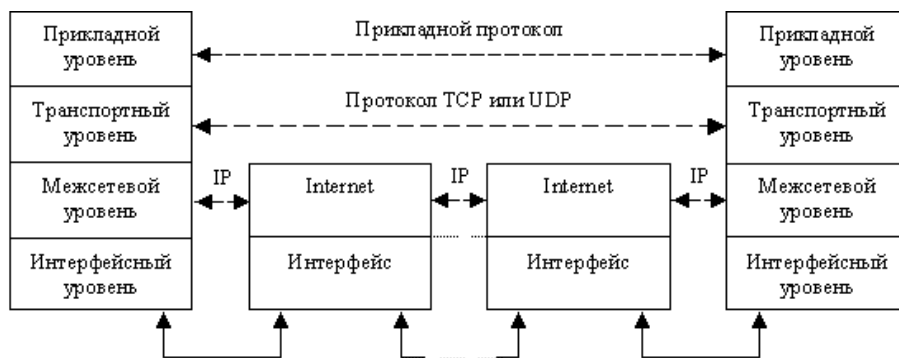 Прикладной
уровень
Прикладной протокол
Прикладной
уровень
Транспортный
уровень
Протокол TCP или UDP
Транспортный
уровень
Межсетевой
уровень
IP
Internet
IP
Internet
IP
Межсетевой
уровень
Интерфейсный
уровень
Интерфейс
Интерфейс
Интерфейсный
уровень